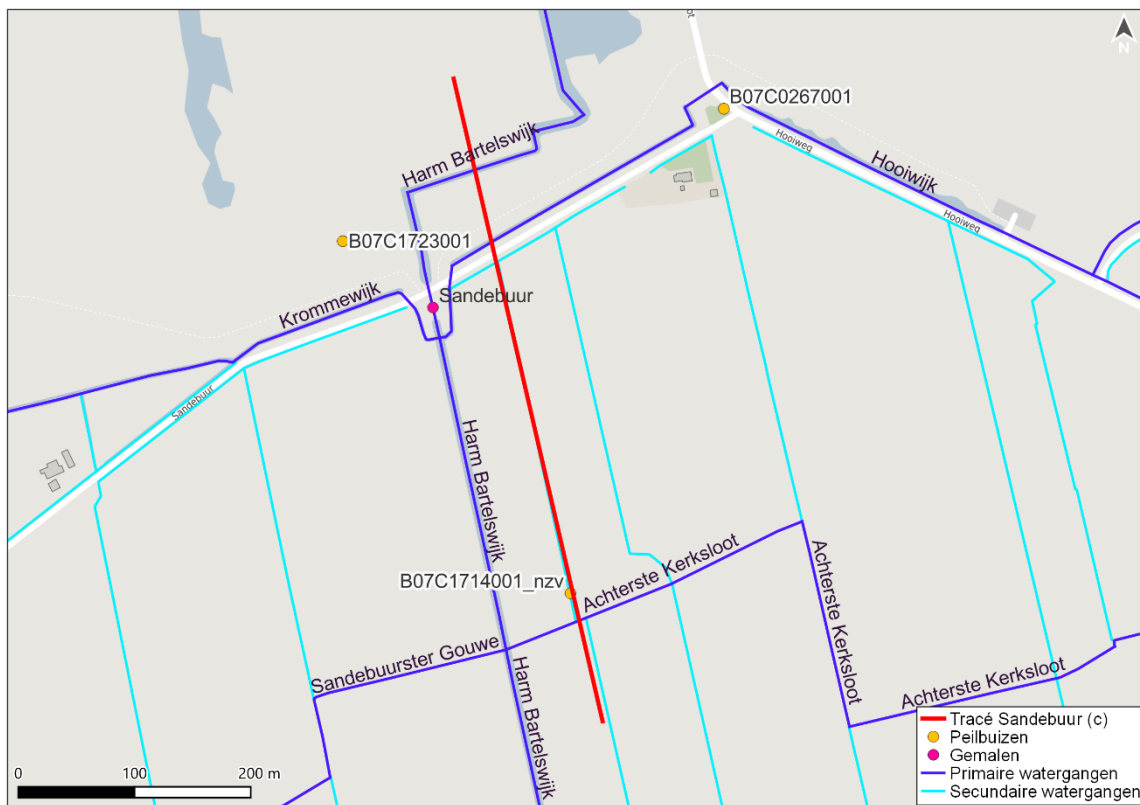 ot
N
B07C0267001
Harm Bartelswijk
Hooiweg
Hooiwijk
Hooiweg
B07C1723001
Sandebuur
Krommewijk
Sandebuur
Harm Bartelswijk
B07C1714001_nzv
Achterste Kerksloot
Achterste Kerksloot
Sandebuurster Gouwe
Harm Bartelswijk
Achterste Kerksloot
Tracé Sandebuur (c)
Peilbuizen
Gemalen
Primaire watergangen
Secundaire watergangen
0 100 200 m